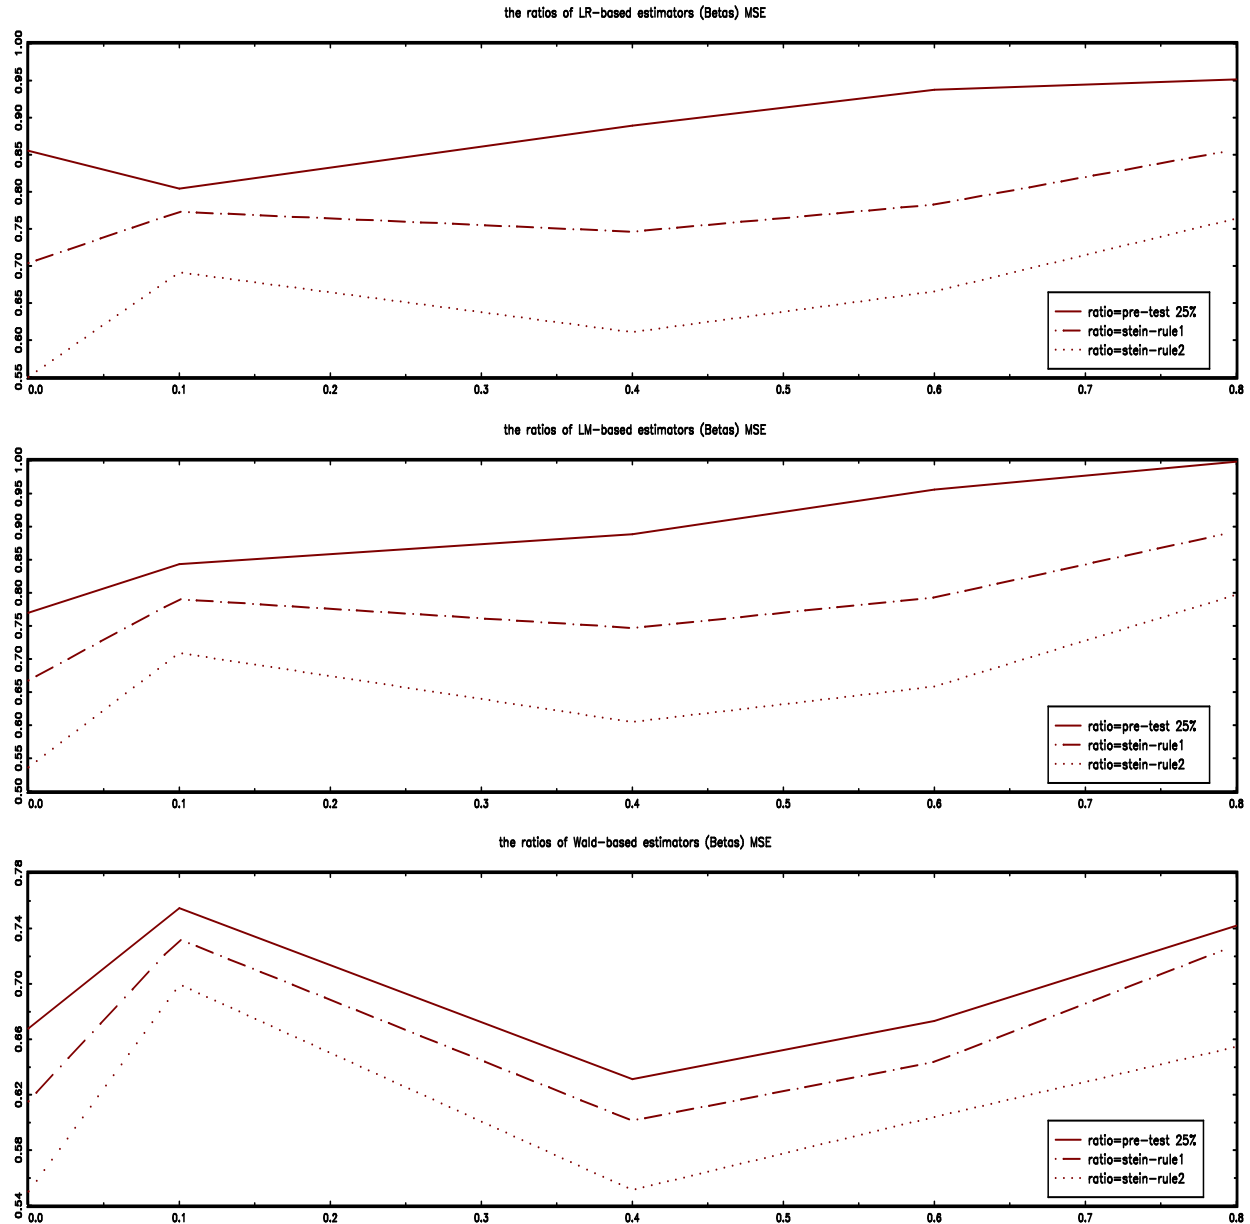 the ratios of LR-based estimators (Betas) MSE
1.00
0.95
0.90
0.85
0.80
0.75
0.70
0.65
0.60
0.55
ratio=pre-test 25%
ratio=stein-rule1
ratio=stein-rule2
0.0 0.1 0.2 0.3 0.4 0.5 0.6 0.7 0.8
the ratios of LM-based estimators (Betas) MSE
1.00
0.95
0.90
0.85
0.80
0.75
0.70
0.65
0.60
0.55
0.50
ratio=pre-test 25%
ratio=stein-rule1
ratio=stein-rule2
0.0 0.1 0.2 0.3 0.4 0.5 0.6 0.7 0.8
the ratios of Wald-based estimators (Betas) MSE
0.78
0.74
0.70
0.66
0.62
0.58
0.54
ratio=pre-test 25%
ratio=stein-rule1
ratio=stein-rule2
0.0 0.1 0.2 0.3 0.4 0.5 0.6 0.7 0.8